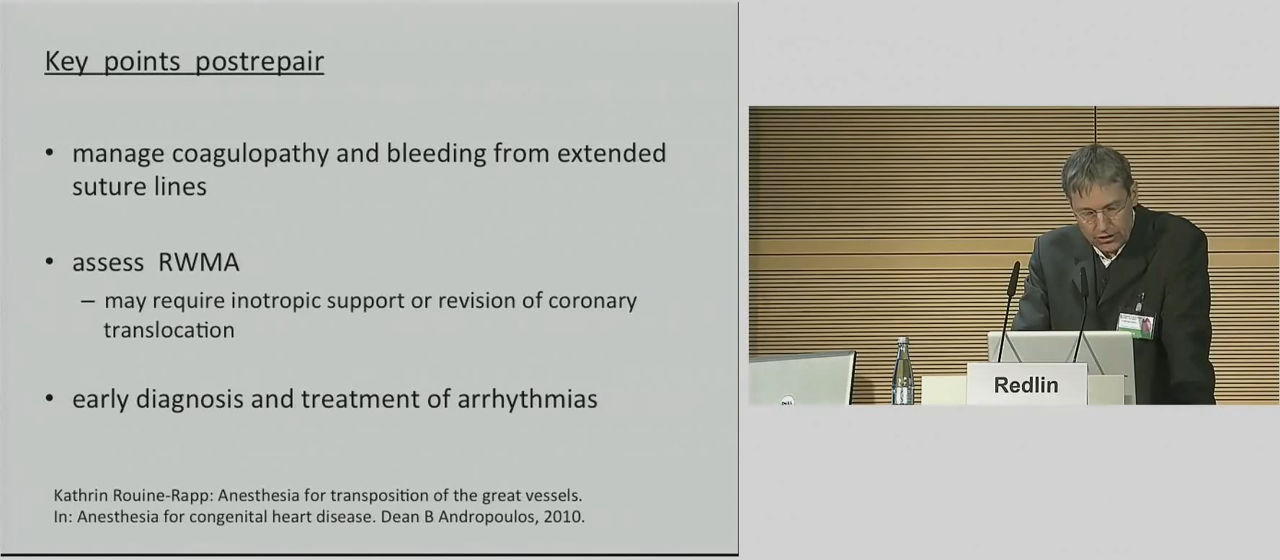 Key points postrepair
• manage coagulopathy and bleeding from extended
suture lines
• assess RWMA
– may require inotropic support or revision of coronary
translocation
• early diagnosis and treatment of arrhythmias
Kathrin Rouine-Rapp: Anesthesia for transposition of the great vessels.
In: Anesthesia for congenital heart disease. Dean B Andropoulos, 2010.
Redlin